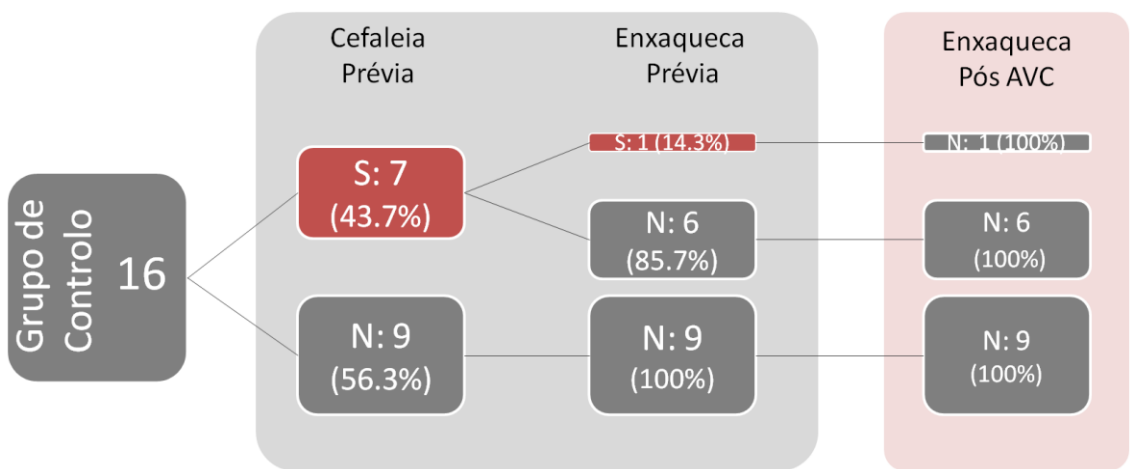 Grupo de
Controlo
16
Cefaleia
Prévia
S: 7
(43.7%)
N: 9
(56.3%)
Enxaqueca
Prévia
S: 1 (14.3%)
N: 6
(85.7%)
N: 9
(100%)
Enxaqueca
Pós AVC
N: 1 (100%)
N: 6
(100%)
N: 9
(100%)